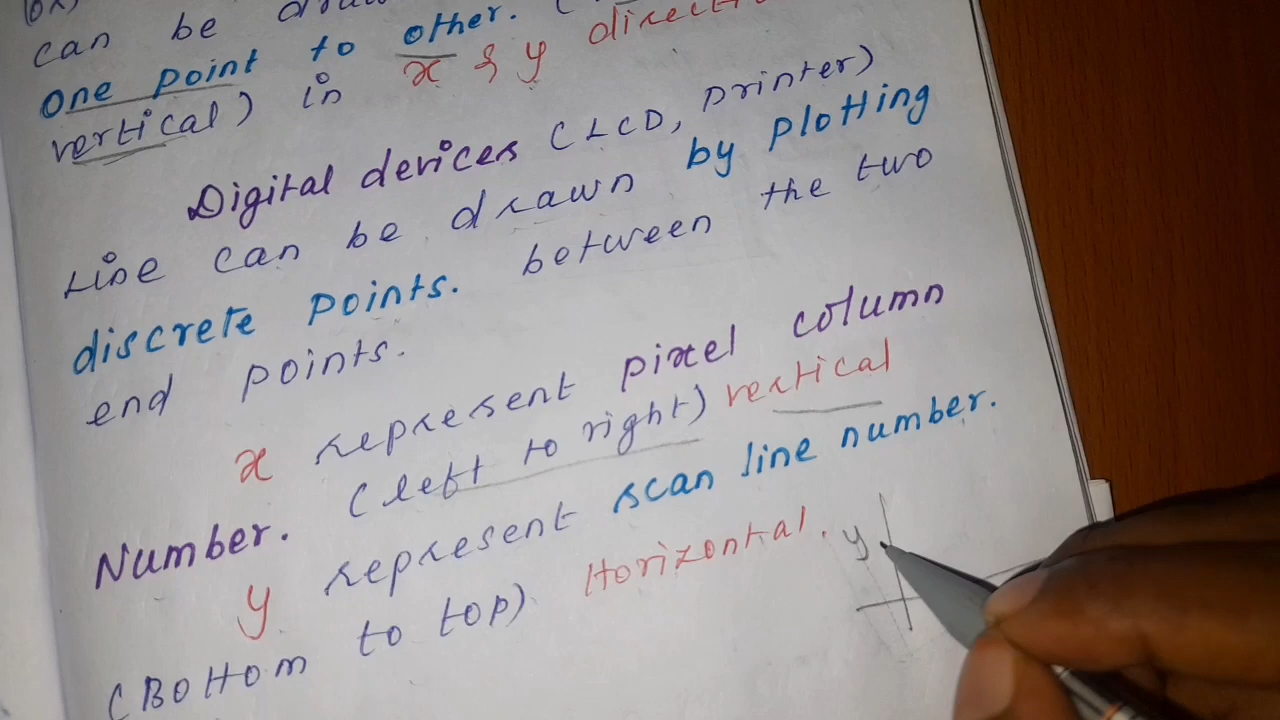 can be
one point to other.
vertical) in x & y directi
Digital devices (LCD, printer)
Line can be drawn by plotting
discrete points. between the two
end points.
x represent pixel column
Number. (left to right) vertical
y represent scan line number.
(Bottom to top) Horizontal. y